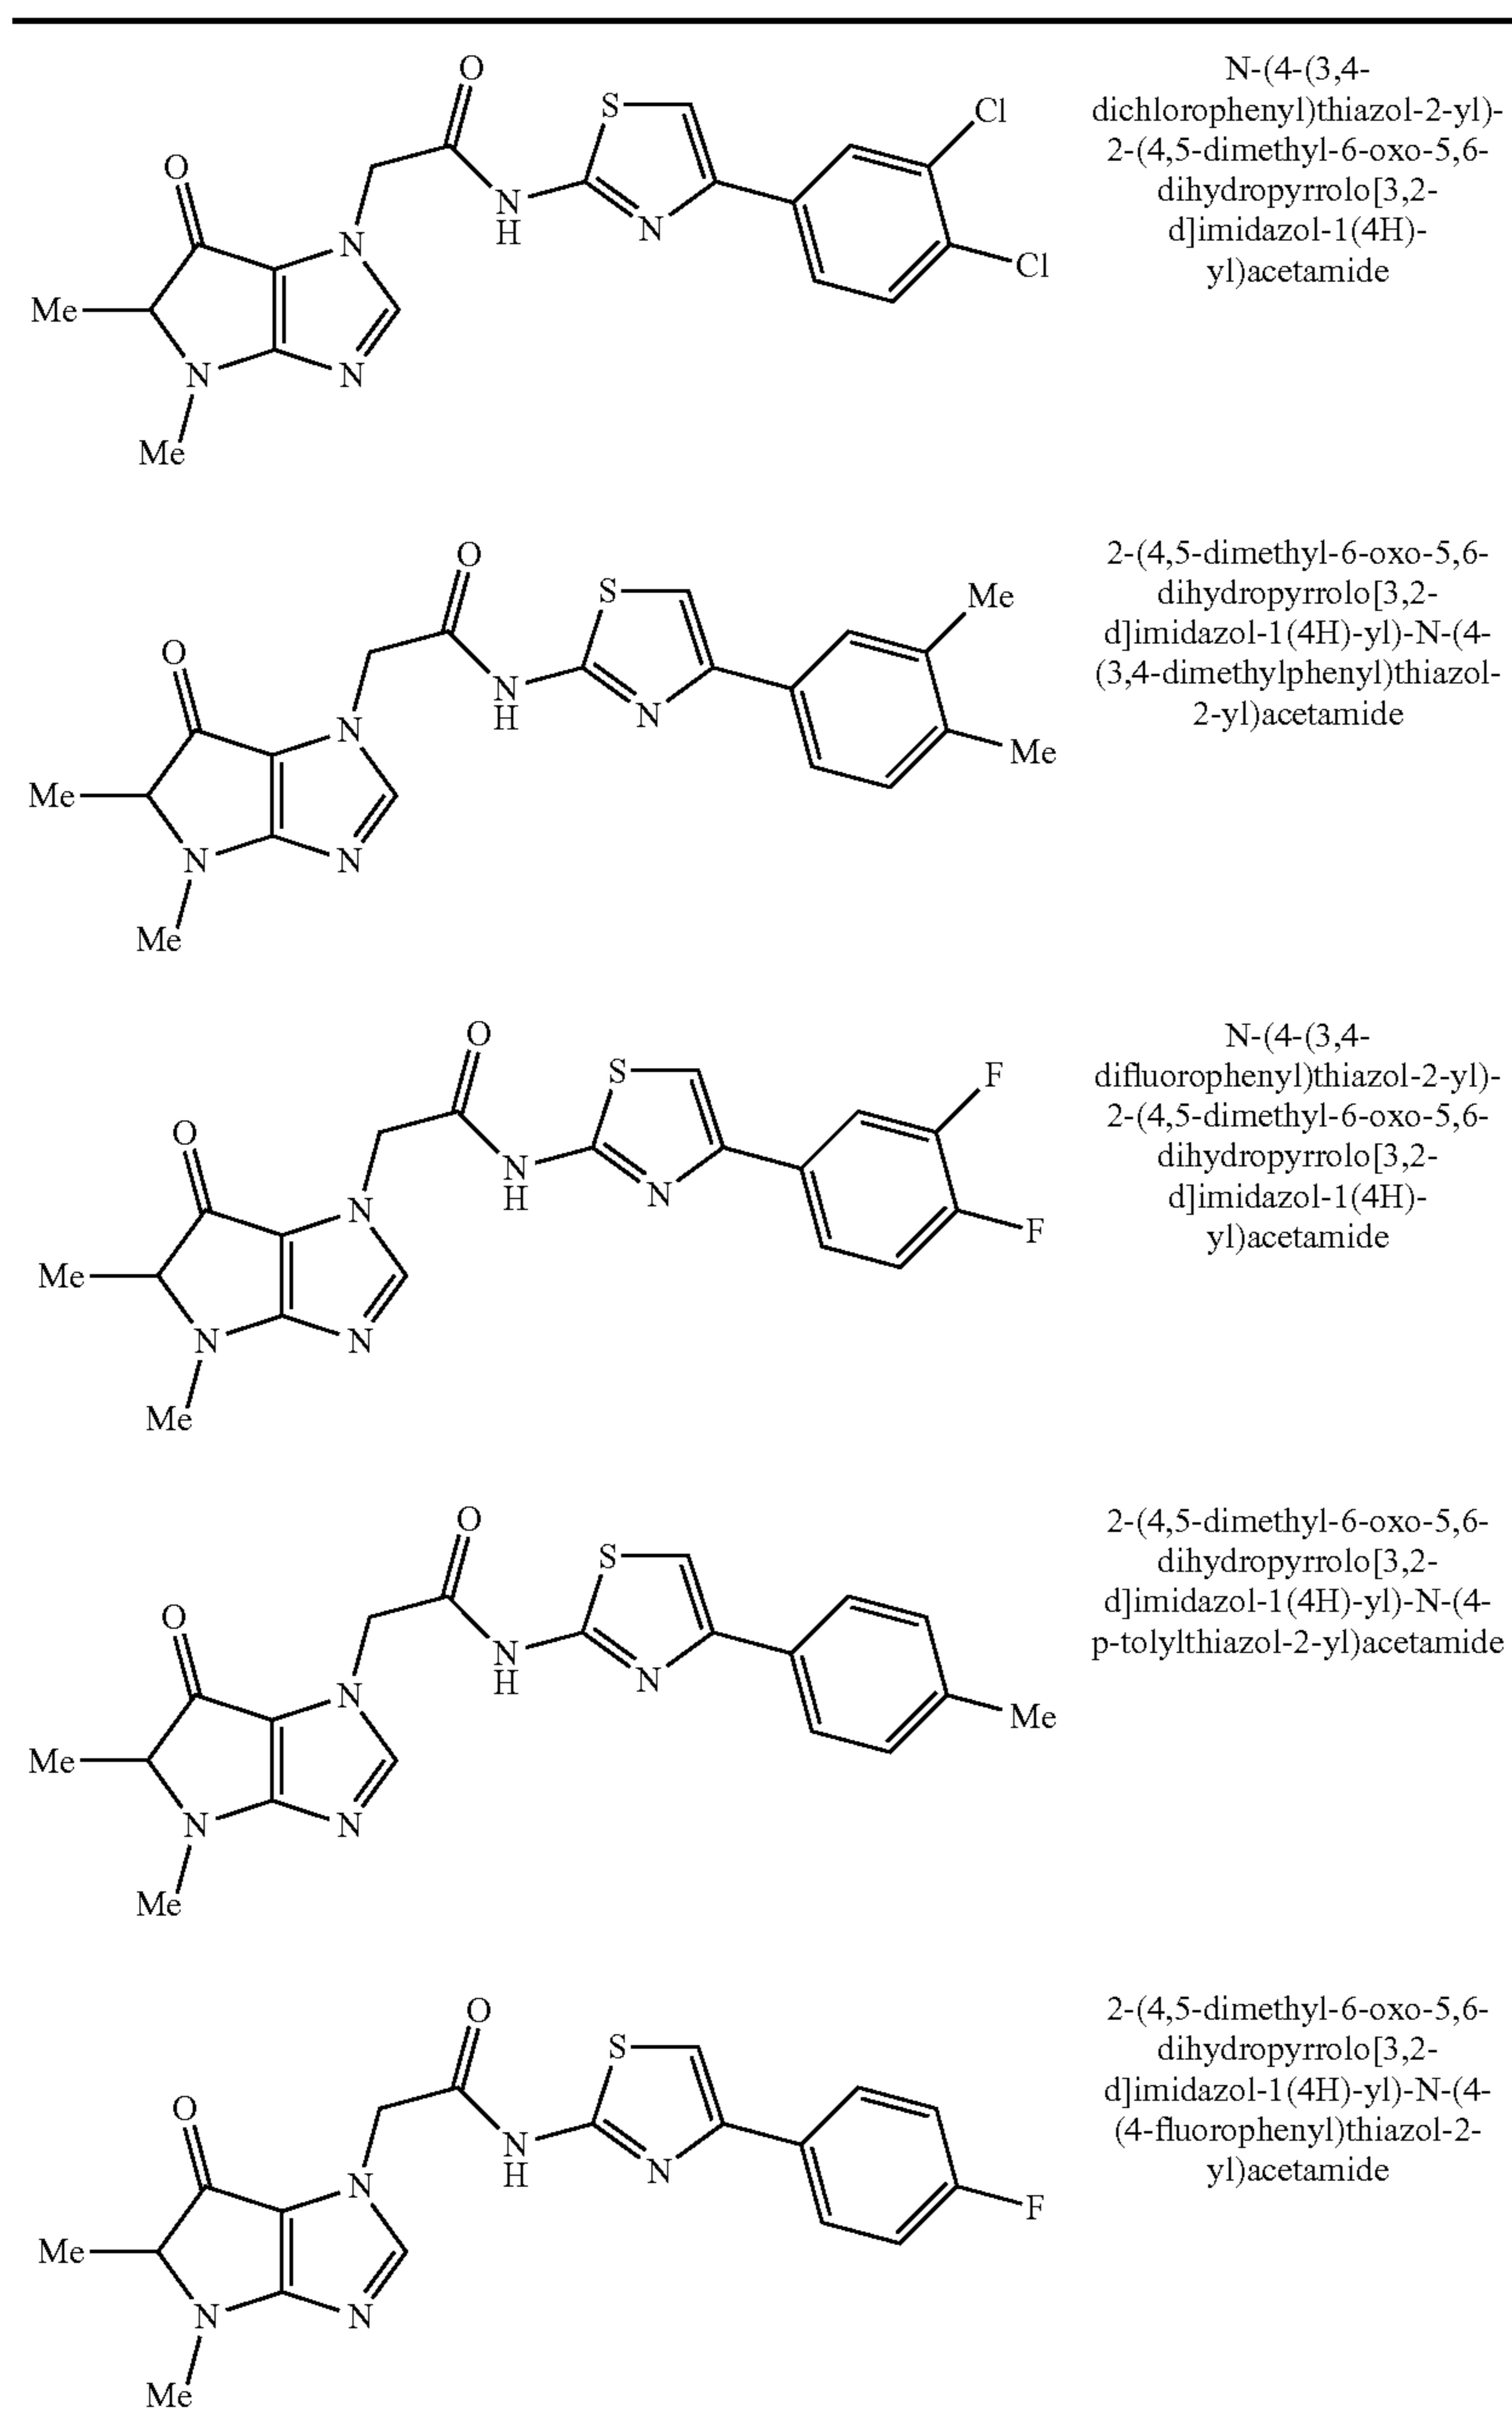 O
S
Cl
O
N
H
N
N
Cl
Me
N
N
Me
N-(4-(3,4-
dichlorophenyl)thiazol-2-yl)-
2-(4,5-dimethyl-6-oxo-5,6-
dihydropyrrolo[3,2-
d]imidazol-1(4H)-
yl)acetamide
O
S
Me
O
N
H
N
N
Me
Me
N
N
Me
2-(4,5-dimethyl-6-oxo-5,6-
dihydropyrrolo[3,2-
d]imidazol-1(4H)-yl)-N-(4-
(3,4-dimethylphenyl)thiazol-
2-yl)acetamide
O
S
F
O
N
H
N
N
F
Me
N
N
Me
N-(4-(3,4-
difluorophenyl)thiazol-2-yl)-
2-(4,5-dimethyl-6-oxo-5,6-
dihydropyrrolo[3,2-
d]imidazol-1(4H)-
yl)acetamide
O
S
O
N
H
N
N
Me
Me
N
N
Me
2-(4,5-dimethyl-6-oxo-5,6-
dihydropyrrolo[3,2-
d]imidazol-1(4H)-yl)-N-(4-
p-tolylthiazol-2-yl)acetamide
O
S
O
N
H
N
N
F
Me
N
N
Me
2-(4,5-dimethyl-6-oxo-5,6-
dihydropyrrolo[3,2-
d]imidazol-1(4H)-yl)-N-(4-
(4-fluorophenyl)thiazol-2-
yl)acetamide